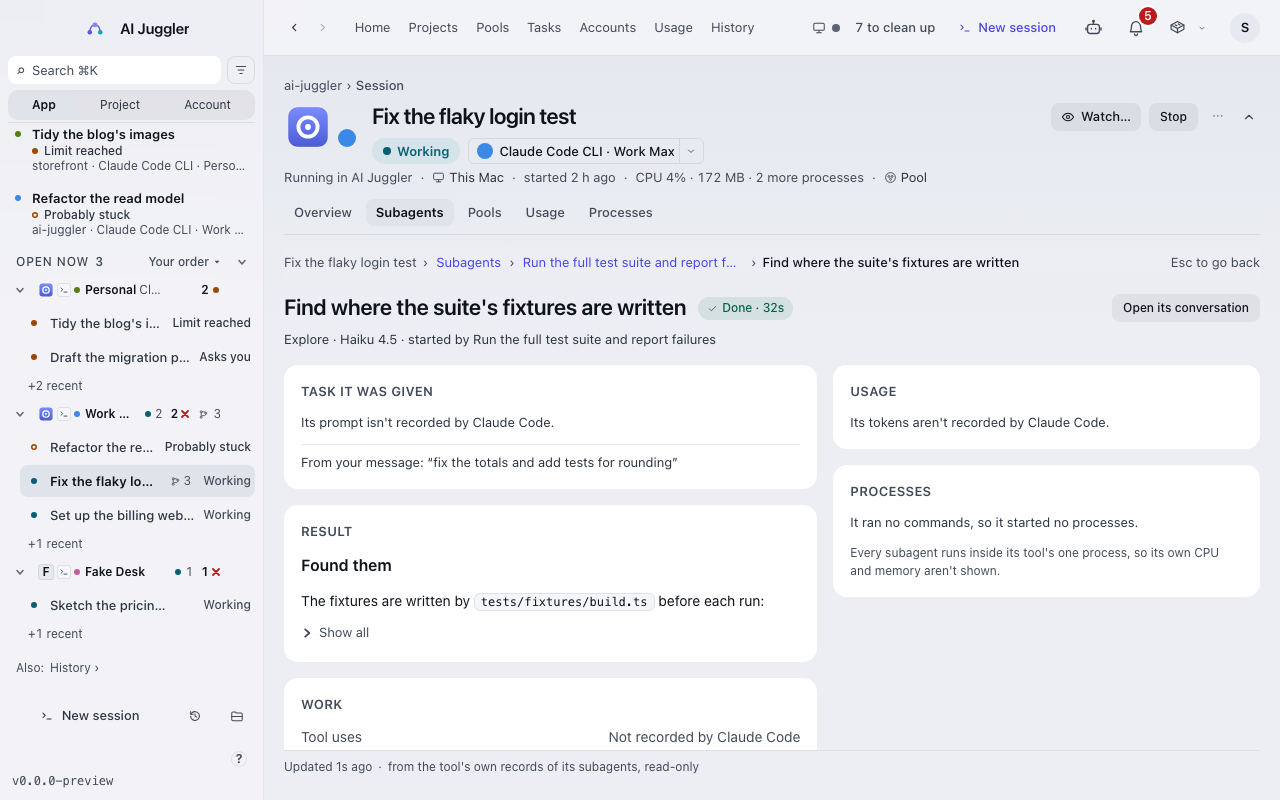 AI Juggler
Search ⌘K
App Project Account
Tidy the blog's images
Limit reached
storefront · Claude Code CLI · Perso...
Refactor the read model
Probably stuck
ai-juggler · Claude Code CLI · Work ...
OPEN NOW 3 Your order
Personal Cl... 2
Tidy the blog's i... Limit reached
Draft the migration p... Asks you
+2 recent
Work ... 2 2 3
Refactor the re... Probably stuck
Fix the flaky lo... 3 Working
Set up the billing web... Working
+1 recent
F Fake Desk 1 1
Sketch the pricin... Working
+1 recent
Also: History ›
New session
?
v0.0.0-preview
Home Projects Pools Tasks Accounts Usage History
7 to clean up
New session
5
S
ai-juggler › Session
Fix the flaky login test
Watch... Stop ...
Working Claude Code CLI · Work Max
Running in AI Juggler · This Mac · started 2 h ago · CPU 4% · 172 MB · 2 more processes · Pool
Overview Subagents Pools Usage Processes
Fix the flaky login test › Subagents › Run the full test suite and report f... › Find where the suite's fixtures are written Esc to go back
Find where the suite's fixtures are written Done · 32s Open its conversation
Explore · Haiku 4.5 · started by Run the full test suite and report failures
TASK IT WAS GIVEN
Its prompt isn't recorded by Claude Code.
From your message: “fix the totals and add tests for rounding”
RESULT
Found them
The fixtures are written by tests/fixtures/build.ts before each run:
Show all
WORK
Tool uses Not recorded by Claude Code
USAGE
Its tokens aren't recorded by Claude Code.
PROCESSES
It ran no commands, so it started no processes.
Every subagent runs inside its tool's one process, so its own CPU
and memory aren't shown.
Updated 1s ago · from the tool's own records of its subagents, read-only